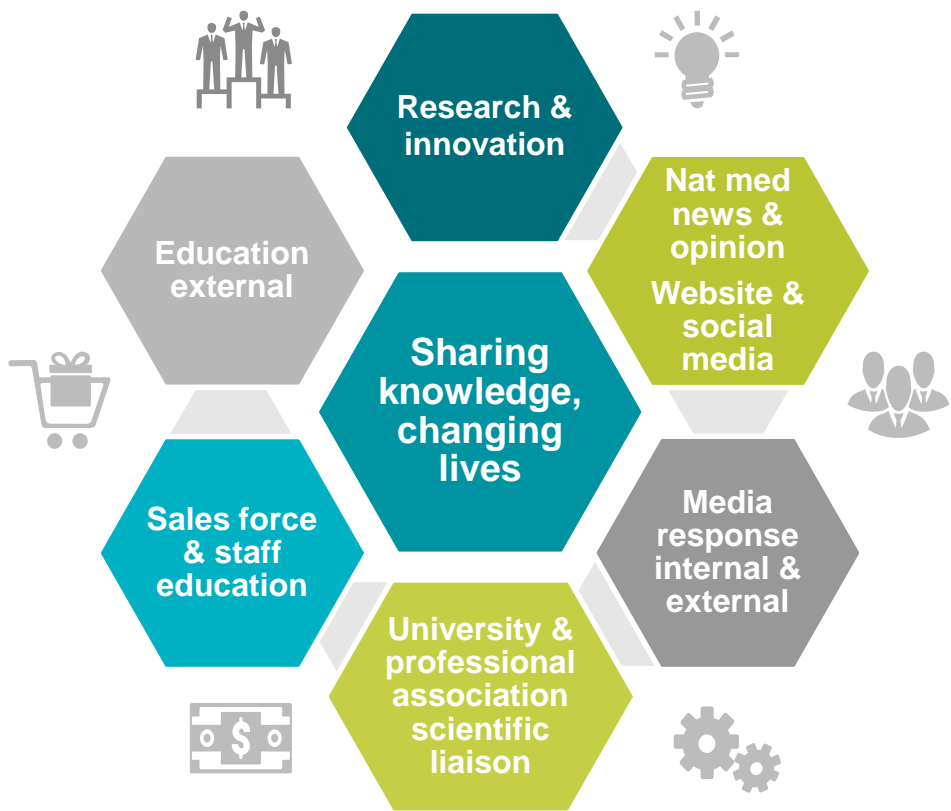 Research &
innovation
Nat med
news &
opinion
Website &
social
media
Education
external
Sharing
knowledge,
changing
lives
Sales force
& staff
education
Media
response
internal &
external
University &
professional
association
scientific
liaison
$